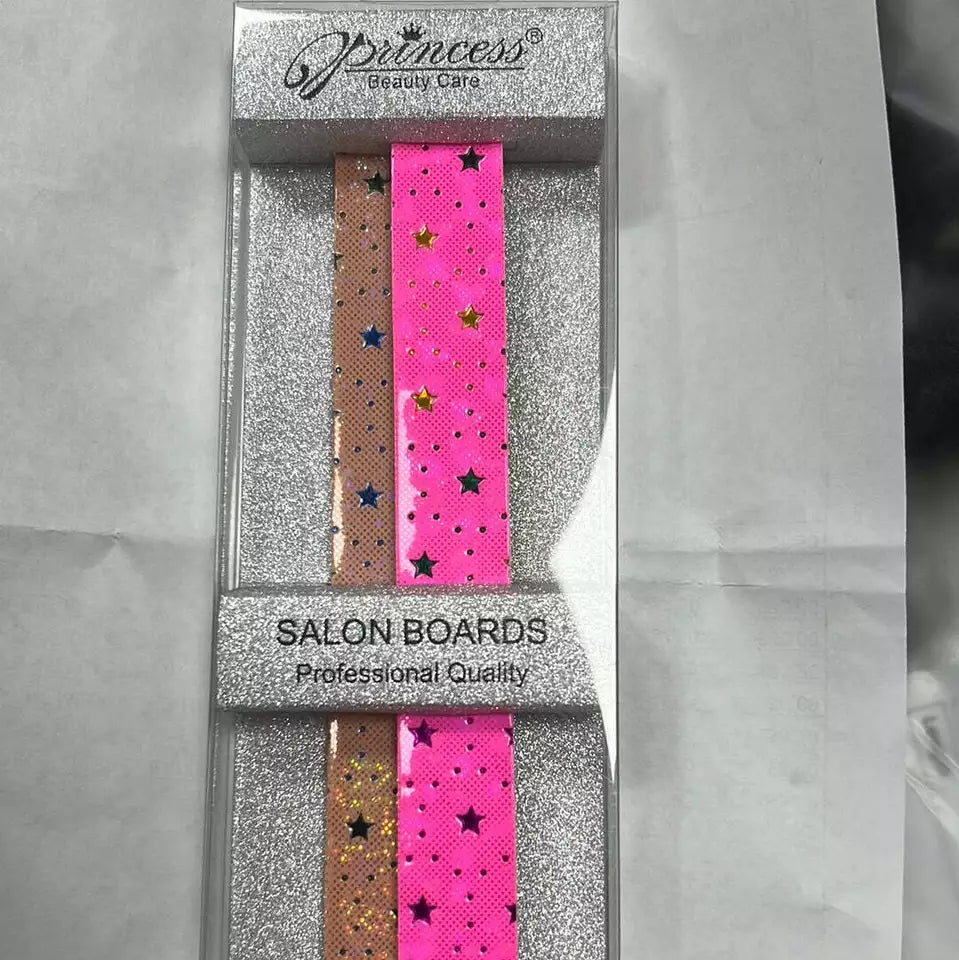 Princess®
Beauty Care
SALON BOARDS
Professional Quality